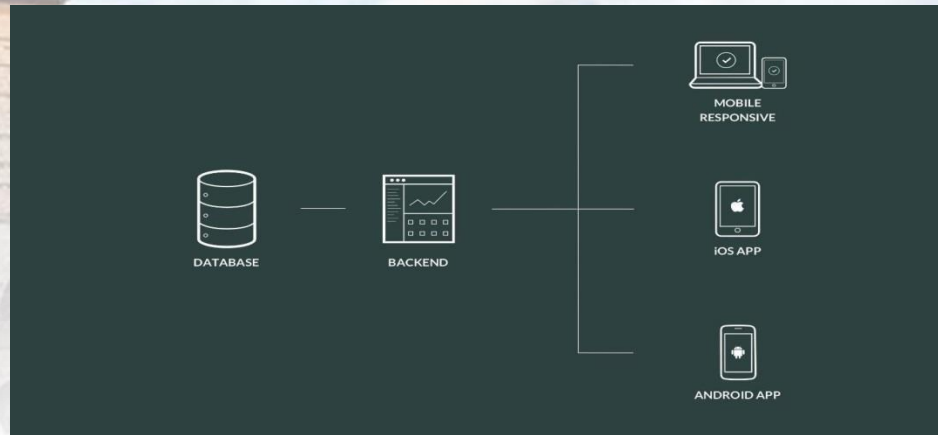 MOBILE
RESPONSIVE
DATABASE
BACKEND
iOS APP
ANDROID APP